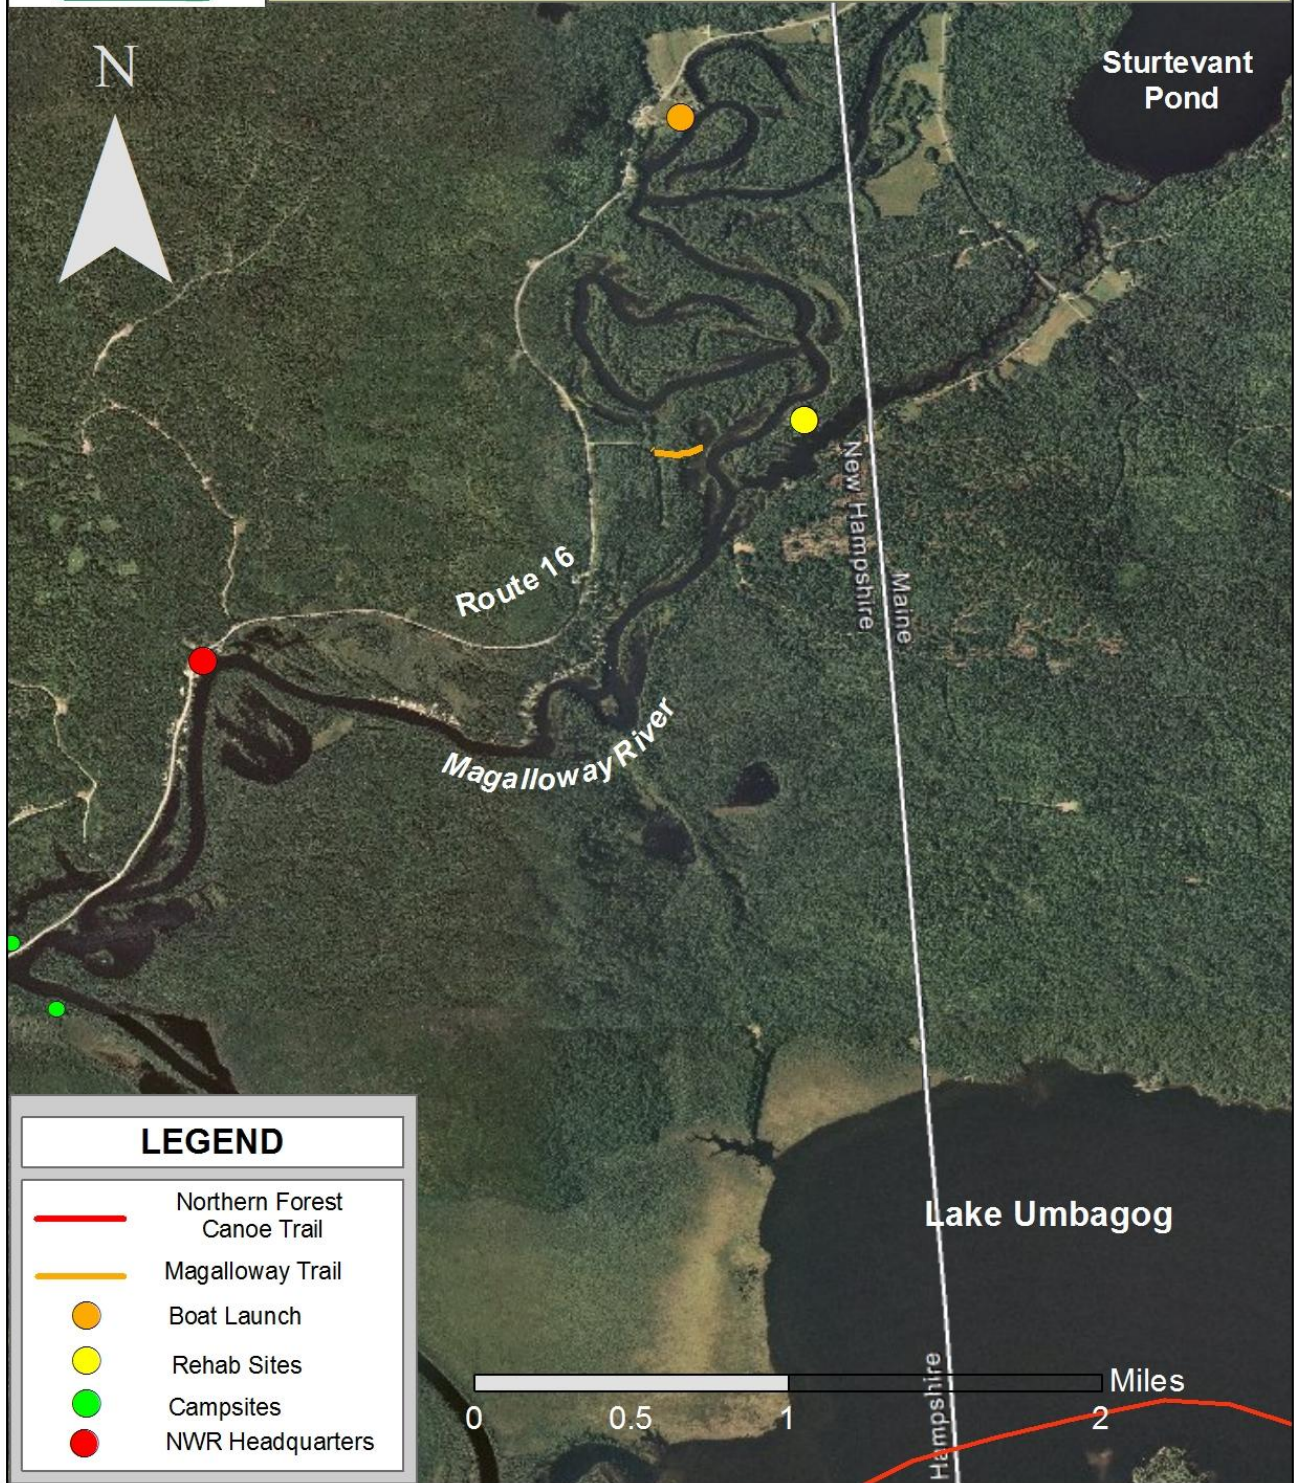 N
Sturtevant
Pond
New Hampshire
Maine
Route 16
Magalloway River
LEGEND
Northern Forest
Canoe Trail
Magalloway Trail
Boat Launch
Rehab Sites
Campsites
NWR Headquarters
Lake Umbagog
Hampshire
Miles
0 0.5 1 2